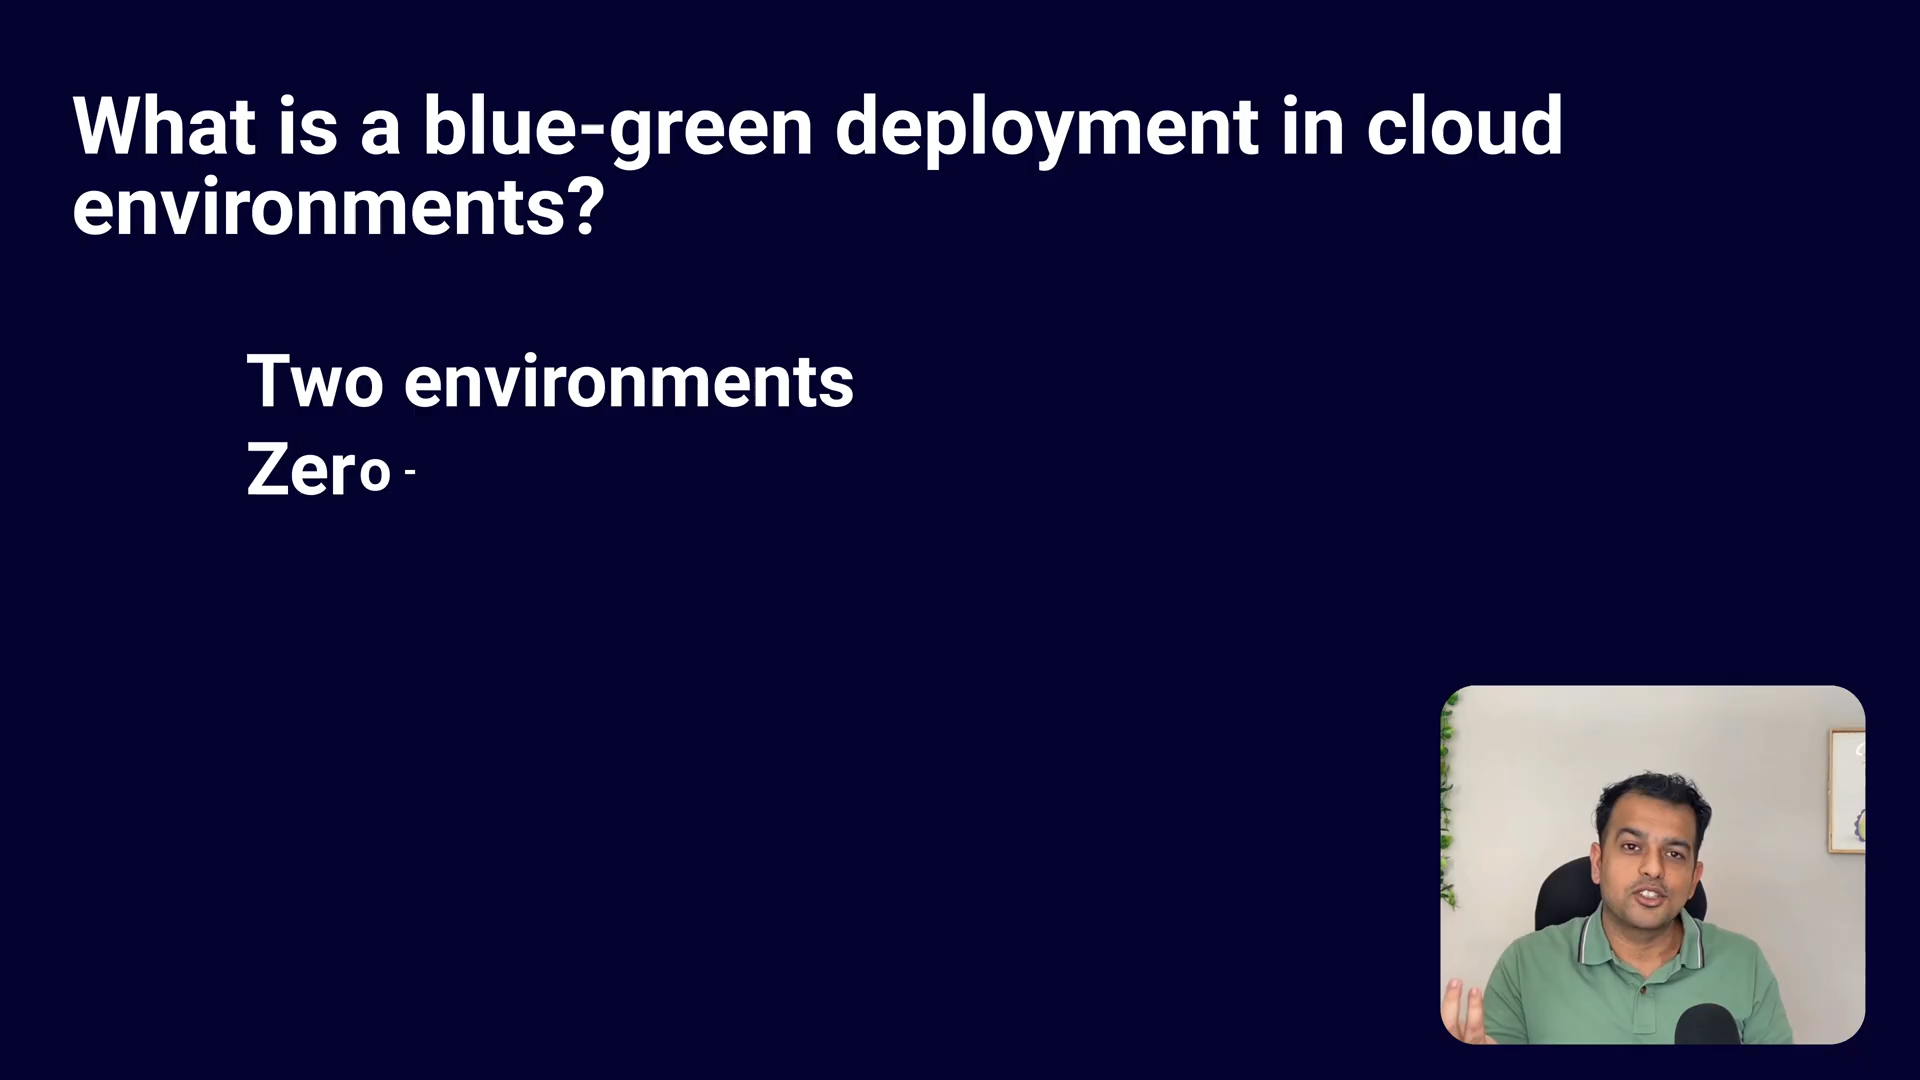 What is a blue-green deployment in cloud
environments?
Two environments
Zero -